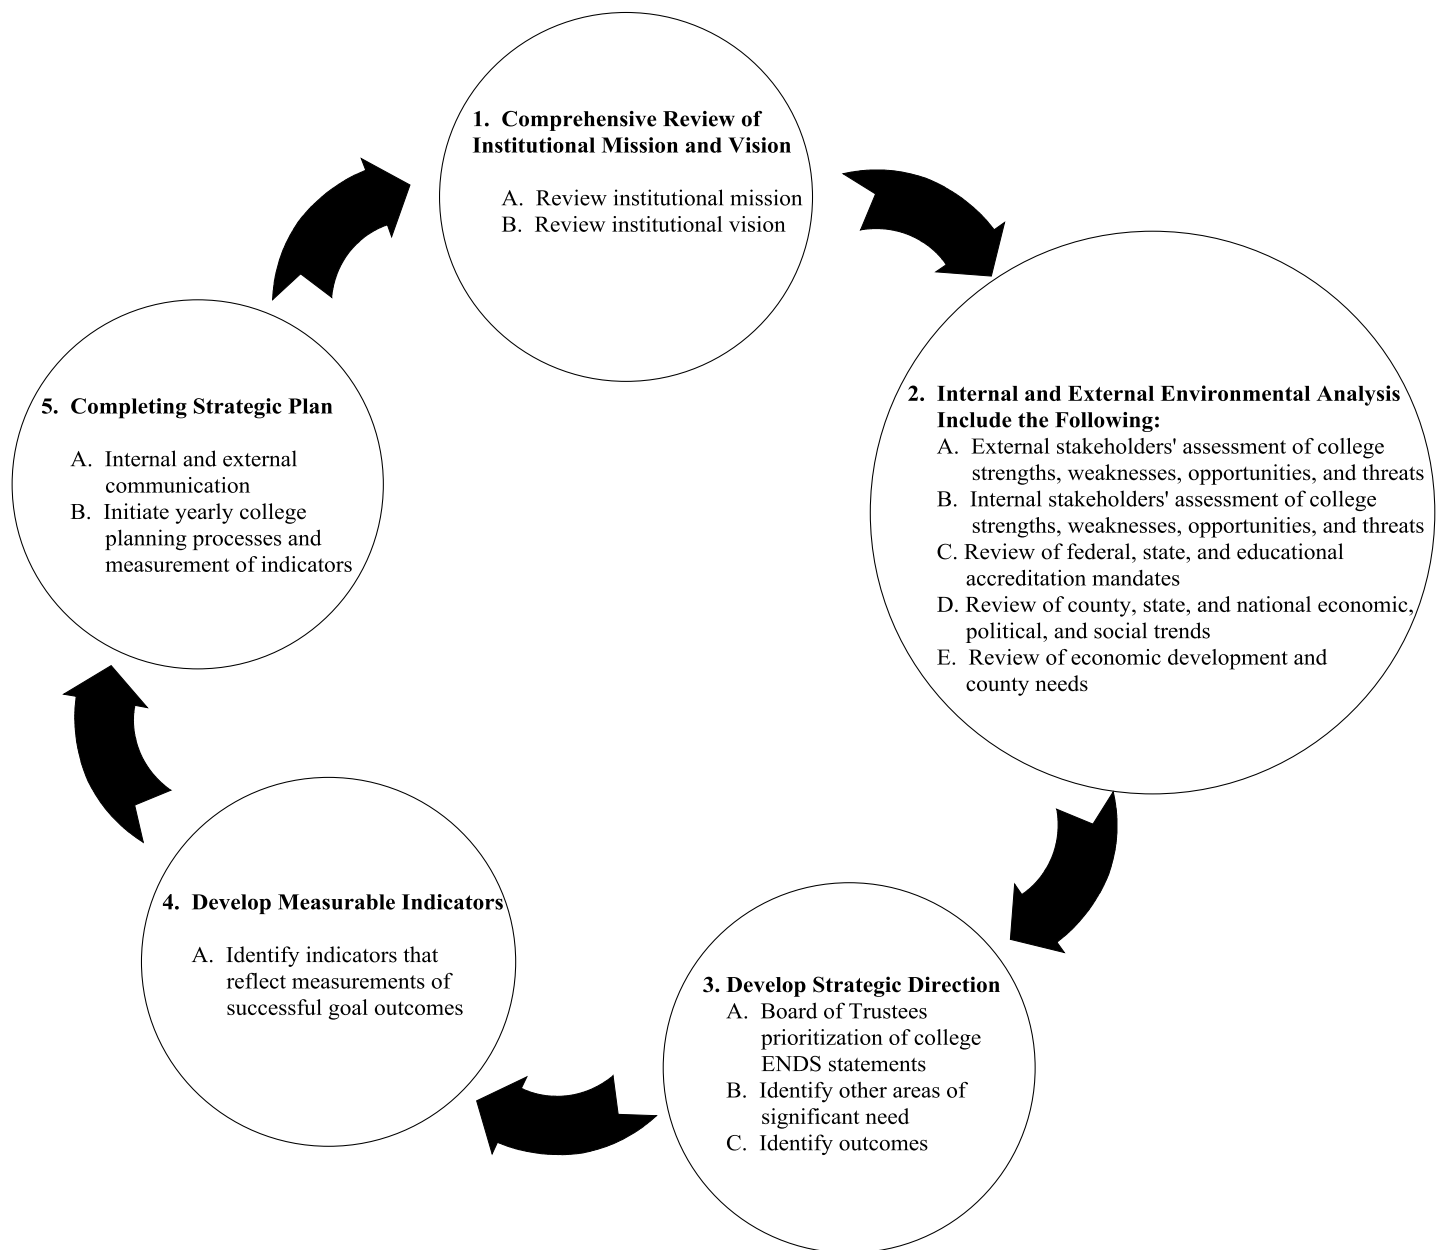 1. Comprehensive Review of
Institutional Mission and Vision
A. Review institutional mission
B. Review institutional vision
2. Internal and External Environmental Analysis
Include the Following:
A. External stakeholders' assessment of college
strengths, weaknesses, opportunities, and threats
B. Internal stakeholders' assessment of college
strengths, weaknesses, opportunities, and threats
C. Review of federal, state, and educational
accreditation mandates
D. Review of county, state, and national economic,
political, and social trends
E. Review of economic development and
county needs
3. Develop Strategic Direction
A. Board of Trustees
prioritization of college
ENDS statements
B. Identify other areas of
significant need
C. Identify outcomes
4. Develop Measurable Indicators
A. Identify indicators that
reflect measurements of
successful goal outcomes
5. Completing Strategic Plan
A. Internal and external
communication
B. Initiate yearly college
planning processes and
measurement of indicators